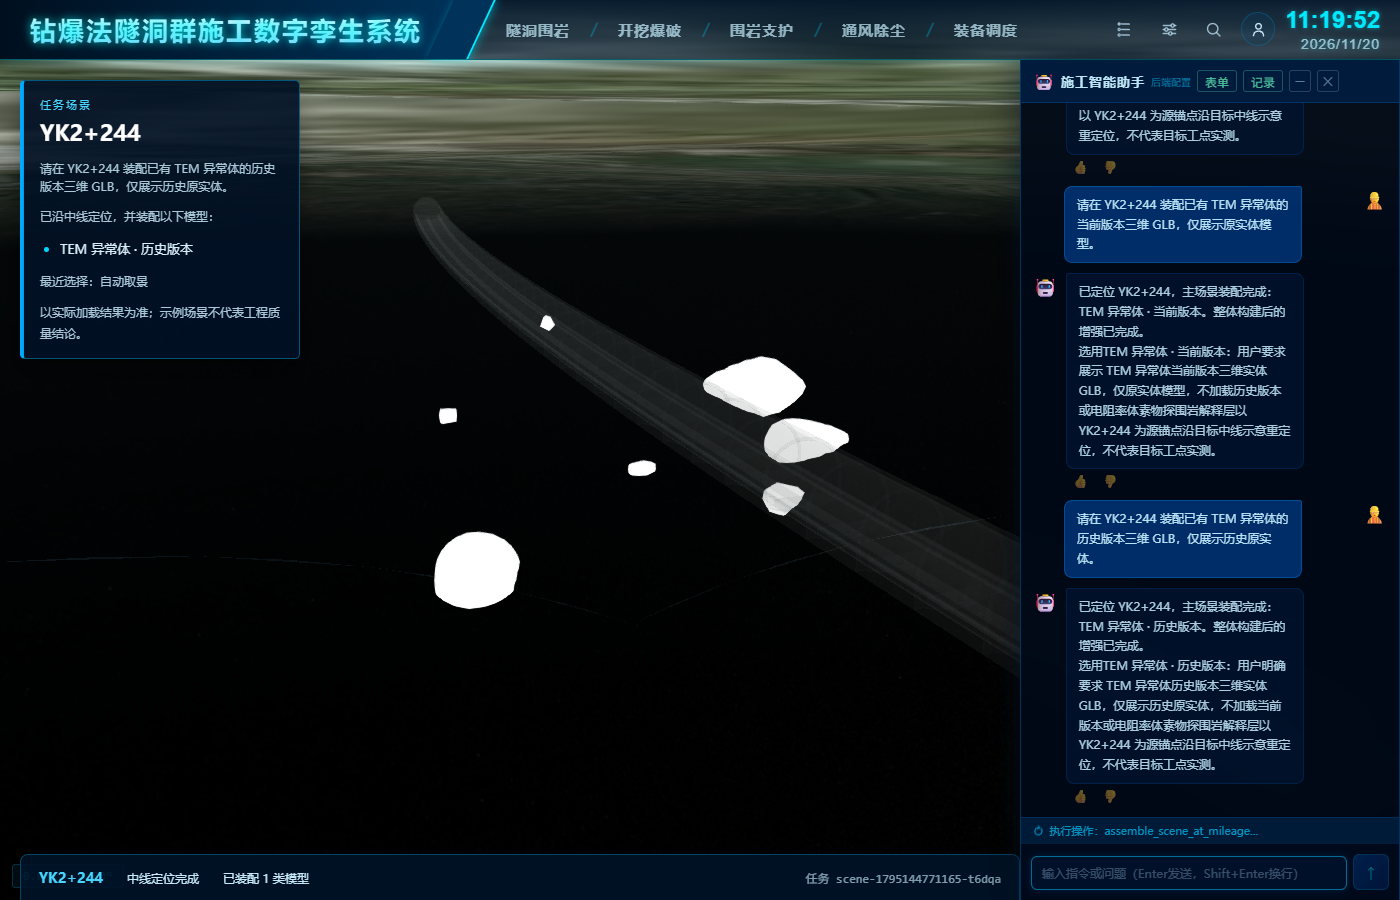 钻爆法隧洞群施工数字孪生系统
隧洞围岩 / 开挖爆破 / 围岩支护 / 通风除尘 / 装备调度
11:19:52
2026/11/20
任务场景
YK2+244
请在 YK2+244 装配已有 TEM 异常体的历史
版本三维 GLB，仅展示历史原实体。
已沿中线定位，并装配以下模型：
TEM 异常体 · 历史版本
最近选择：自动取景
以实际加载结果为准；示例场景不代表工程质
量结论。
施工智能助手 后端配置 表单 记录
以 YK2+244 为源锚点沿目标中线示意
重定位，不代表目标工点实测。
请在 YK2+244 装配已有 TEM 异常体的
当前版本三维 GLB，仅展示原实体模
型。
已定位 YK2+244，主场景装配完成：
TEM 异常体 · 当前版本。整体构建后的
增强已完成。
选用TEM 异常体 · 当前版本：用户要求
展示 TEM 异常体当前版本三维实体
GLB，仅原实体模型，不加载历史版本
或电阻率体素物探围岩解释层以
YK2+244 为源锚点沿目标中线示意重定
位，不代表目标工点实测。
请在 YK2+244 装配已有 TEM 异常体的
历史版本三维 GLB，仅展示历史原实
体。
已定位 YK2+244，主场景装配完成：
TEM 异常体 · 历史版本。整体构建后的
增强已完成。
选用TEM 异常体 · 历史版本：用户明确
要求 TEM 异常体历史版本三维实体
GLB，仅展示历史原实体，不加载当前
版本或电阻率体素物探围岩解释层以
YK2+244 为源锚点沿目标中线示意重定
位，不代表目标工点实测。
执行操作：assemble_scene_at_mileage...
输入指令或问题（Enter发送，Shift+Enter换行）
YK2+244 中线定位完成 已装配 1 类模型
任务 scene-1795144771165-t6dqa